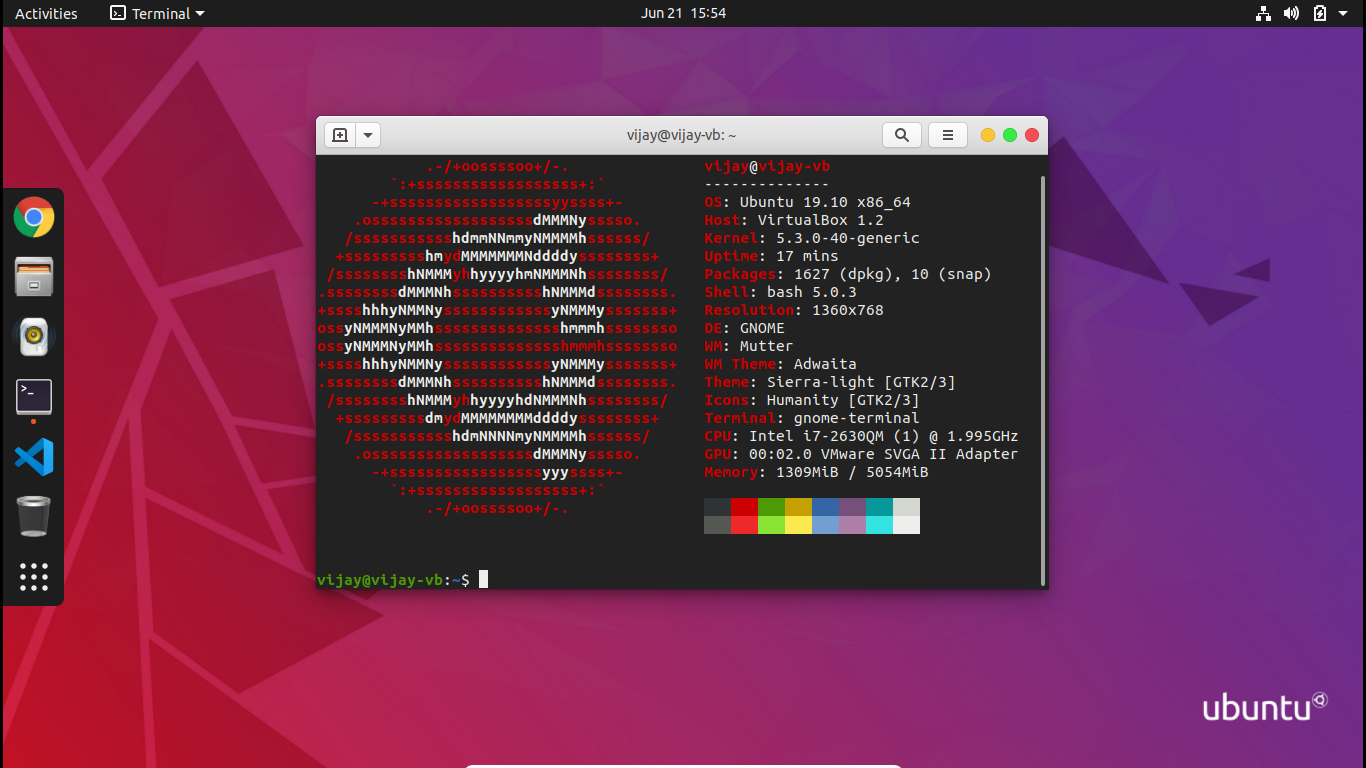 Activities
Terminal
Jun 21 15:54
vijay@vijay-vb: ~
.-/+oossssoo+/-.
`:+ssssssssssssssssss+:`
-+ssssssssssssssssssyyssss+-
.ossssssssssssssssssdMMMNysssso.
/ssssssssssshdmmNNmmyNMMMMhssssss/
+ssssssssshmydMMMMMMMNddddyssssssss+
/sssssssshNMMMyhhyyyyhmNMMMNhssssssss/
.ssssssssdMMMNhsssssssssshNMMMdssssssss.
+sssshhhyNMMNyssssssssssssyNMMMysssssss+
ossyNMMMNyMMhsssssssssssssshmmmhssssssso
ossyNMMMNyMMhsssssssssssssshmmmhssssssso
+sssshhhyNMMNyssssssssssssyNMMMysssssss+
.ssssssssdMMMNhsssssssssshNMMMdssssssss.
/sssssssshNMMMyhhyyyyhdNMMMNhssssssss/
+sssssssssdmydMMMMMMMMddddyssssssss+
/ssssssssssshdmNNNNmyNMMMMhssssss/
.ossssssssssssssssssdMMMNysssso.
-+sssssssssssssssssyyyssss+-
`:+ssssssssssssssssss+:`
.-/+oossssoo+/-.
vijay@vijay-vb
--------------
OS: Ubuntu 19.10 x86_64
Host: VirtualBox 1.2
Kernel: 5.3.0-40-generic
Uptime: 17 mins
Packages: 1627 (dpkg), 10 (snap)
Shell: bash 5.0.3
Resolution: 1360x768
DE: GNOME
WM: Mutter
WM Theme: Adwaita
Theme: Sierra-light [GTK2/3]
Icons: Humanity [GTK2/3]
Terminal: gnome-terminal
CPU: Intel i7-2630QM (1) @ 1.995GHz
GPU: 00:02.0 VMware SVGA II Adapter
Memory: 1309MiB / 5054MiB
vijay@vijay-vb:~$
ubuntu